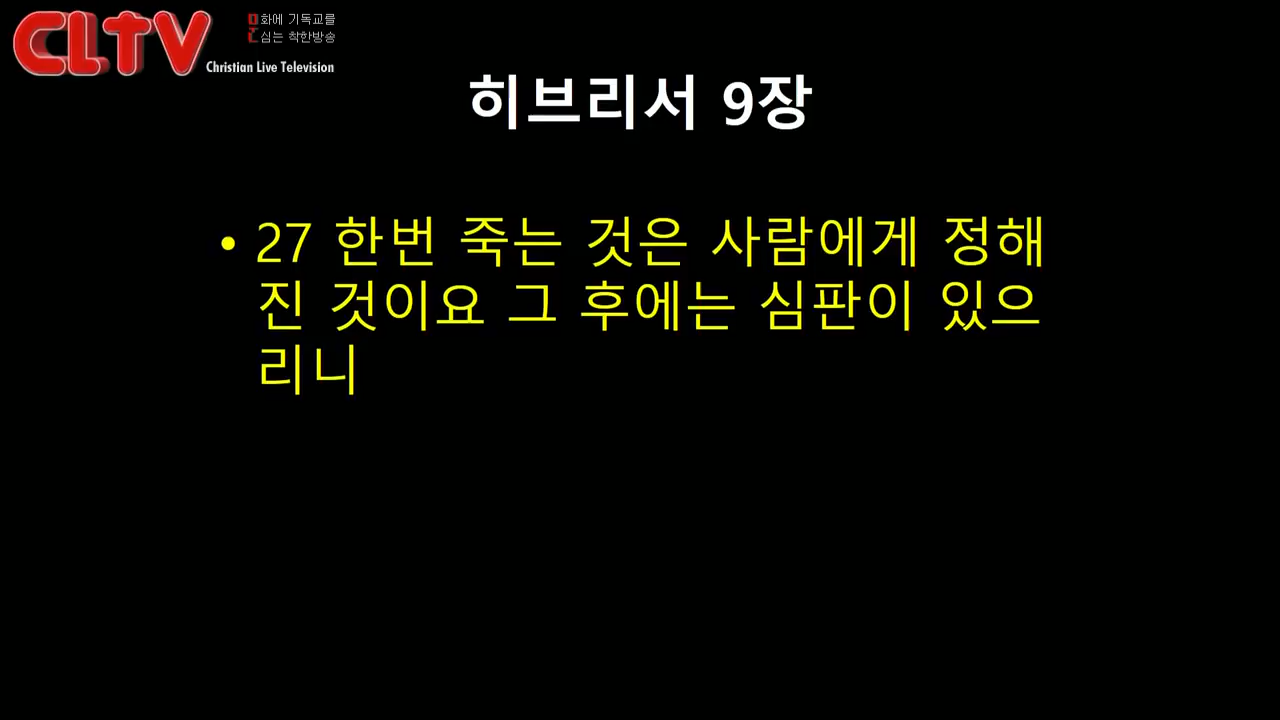 CLTV
문화에 기독교를
심는 착한방송
Christian Live Television
히브리서 9장
• 27 한번 죽는 것은 사람에게 정해
진 것이요 그 후에는 심판이 있으
리니